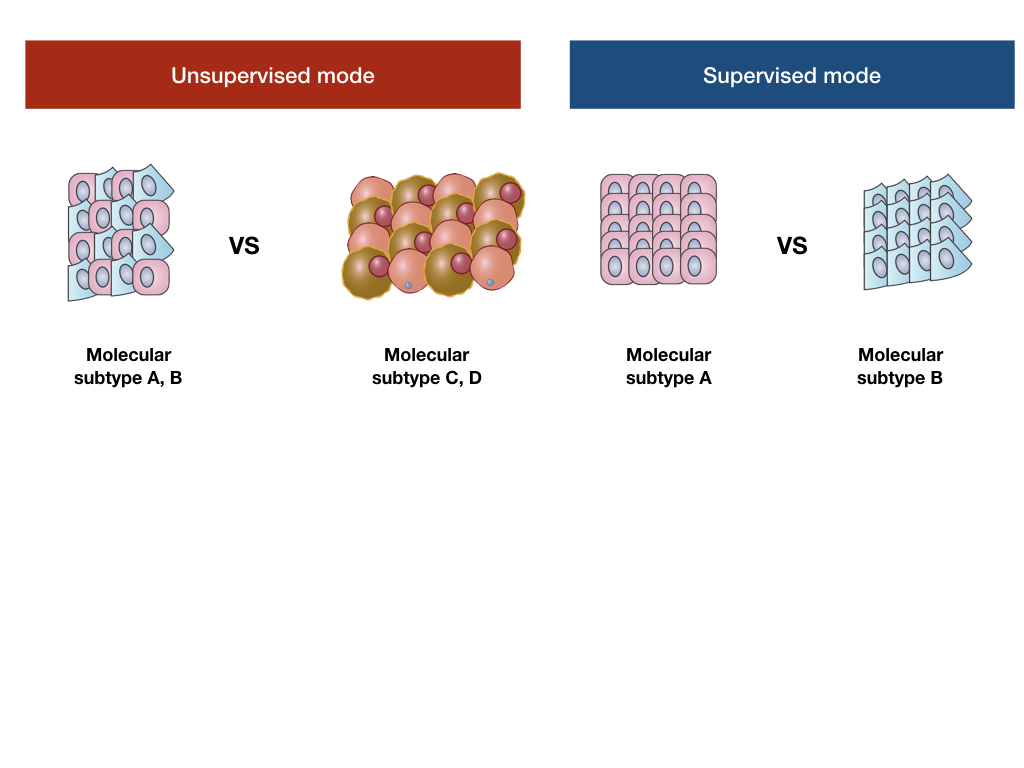 Unsupervised mode
Supervised mode
VS
VS
Molecular
subtype A, B
Molecular
subtype C, D
Molecular
subtype A
Molecular
subtype B